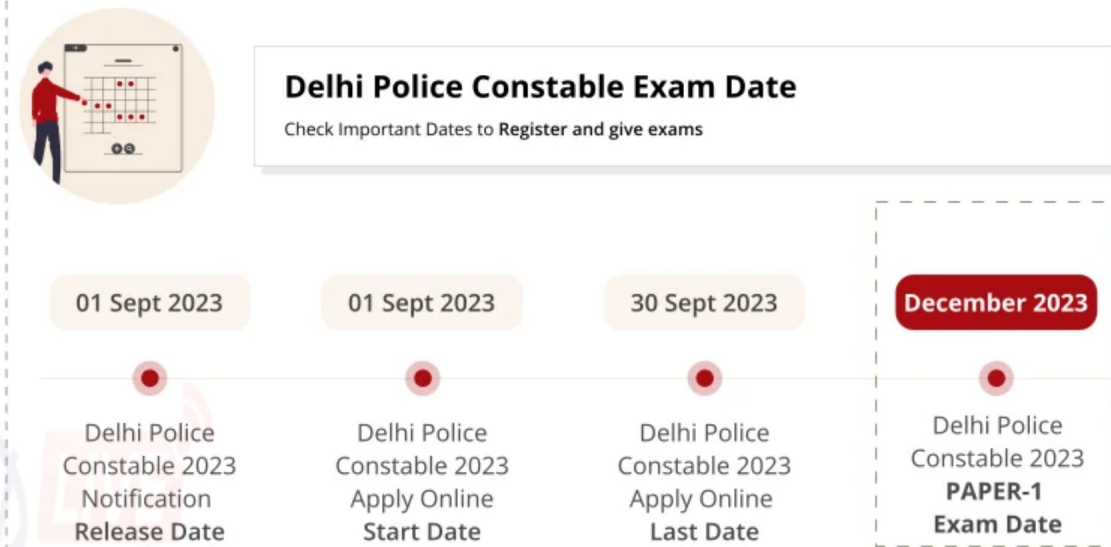 Delhi Police Constable Exam Date
Check Important Dates to Register and give exams
01 Sept 2023
01 Sept 2023
30 Sept 2023
December 2023
Delhi Police
Constable 2023
Notification
Release Date
Delhi Police
Constable 2023
Apply Online
Start Date
Delhi Police
Constable 2023
Apply Online
Last Date
Delhi Police
Constable 2023
PAPER-1
Exam Date
LIVE